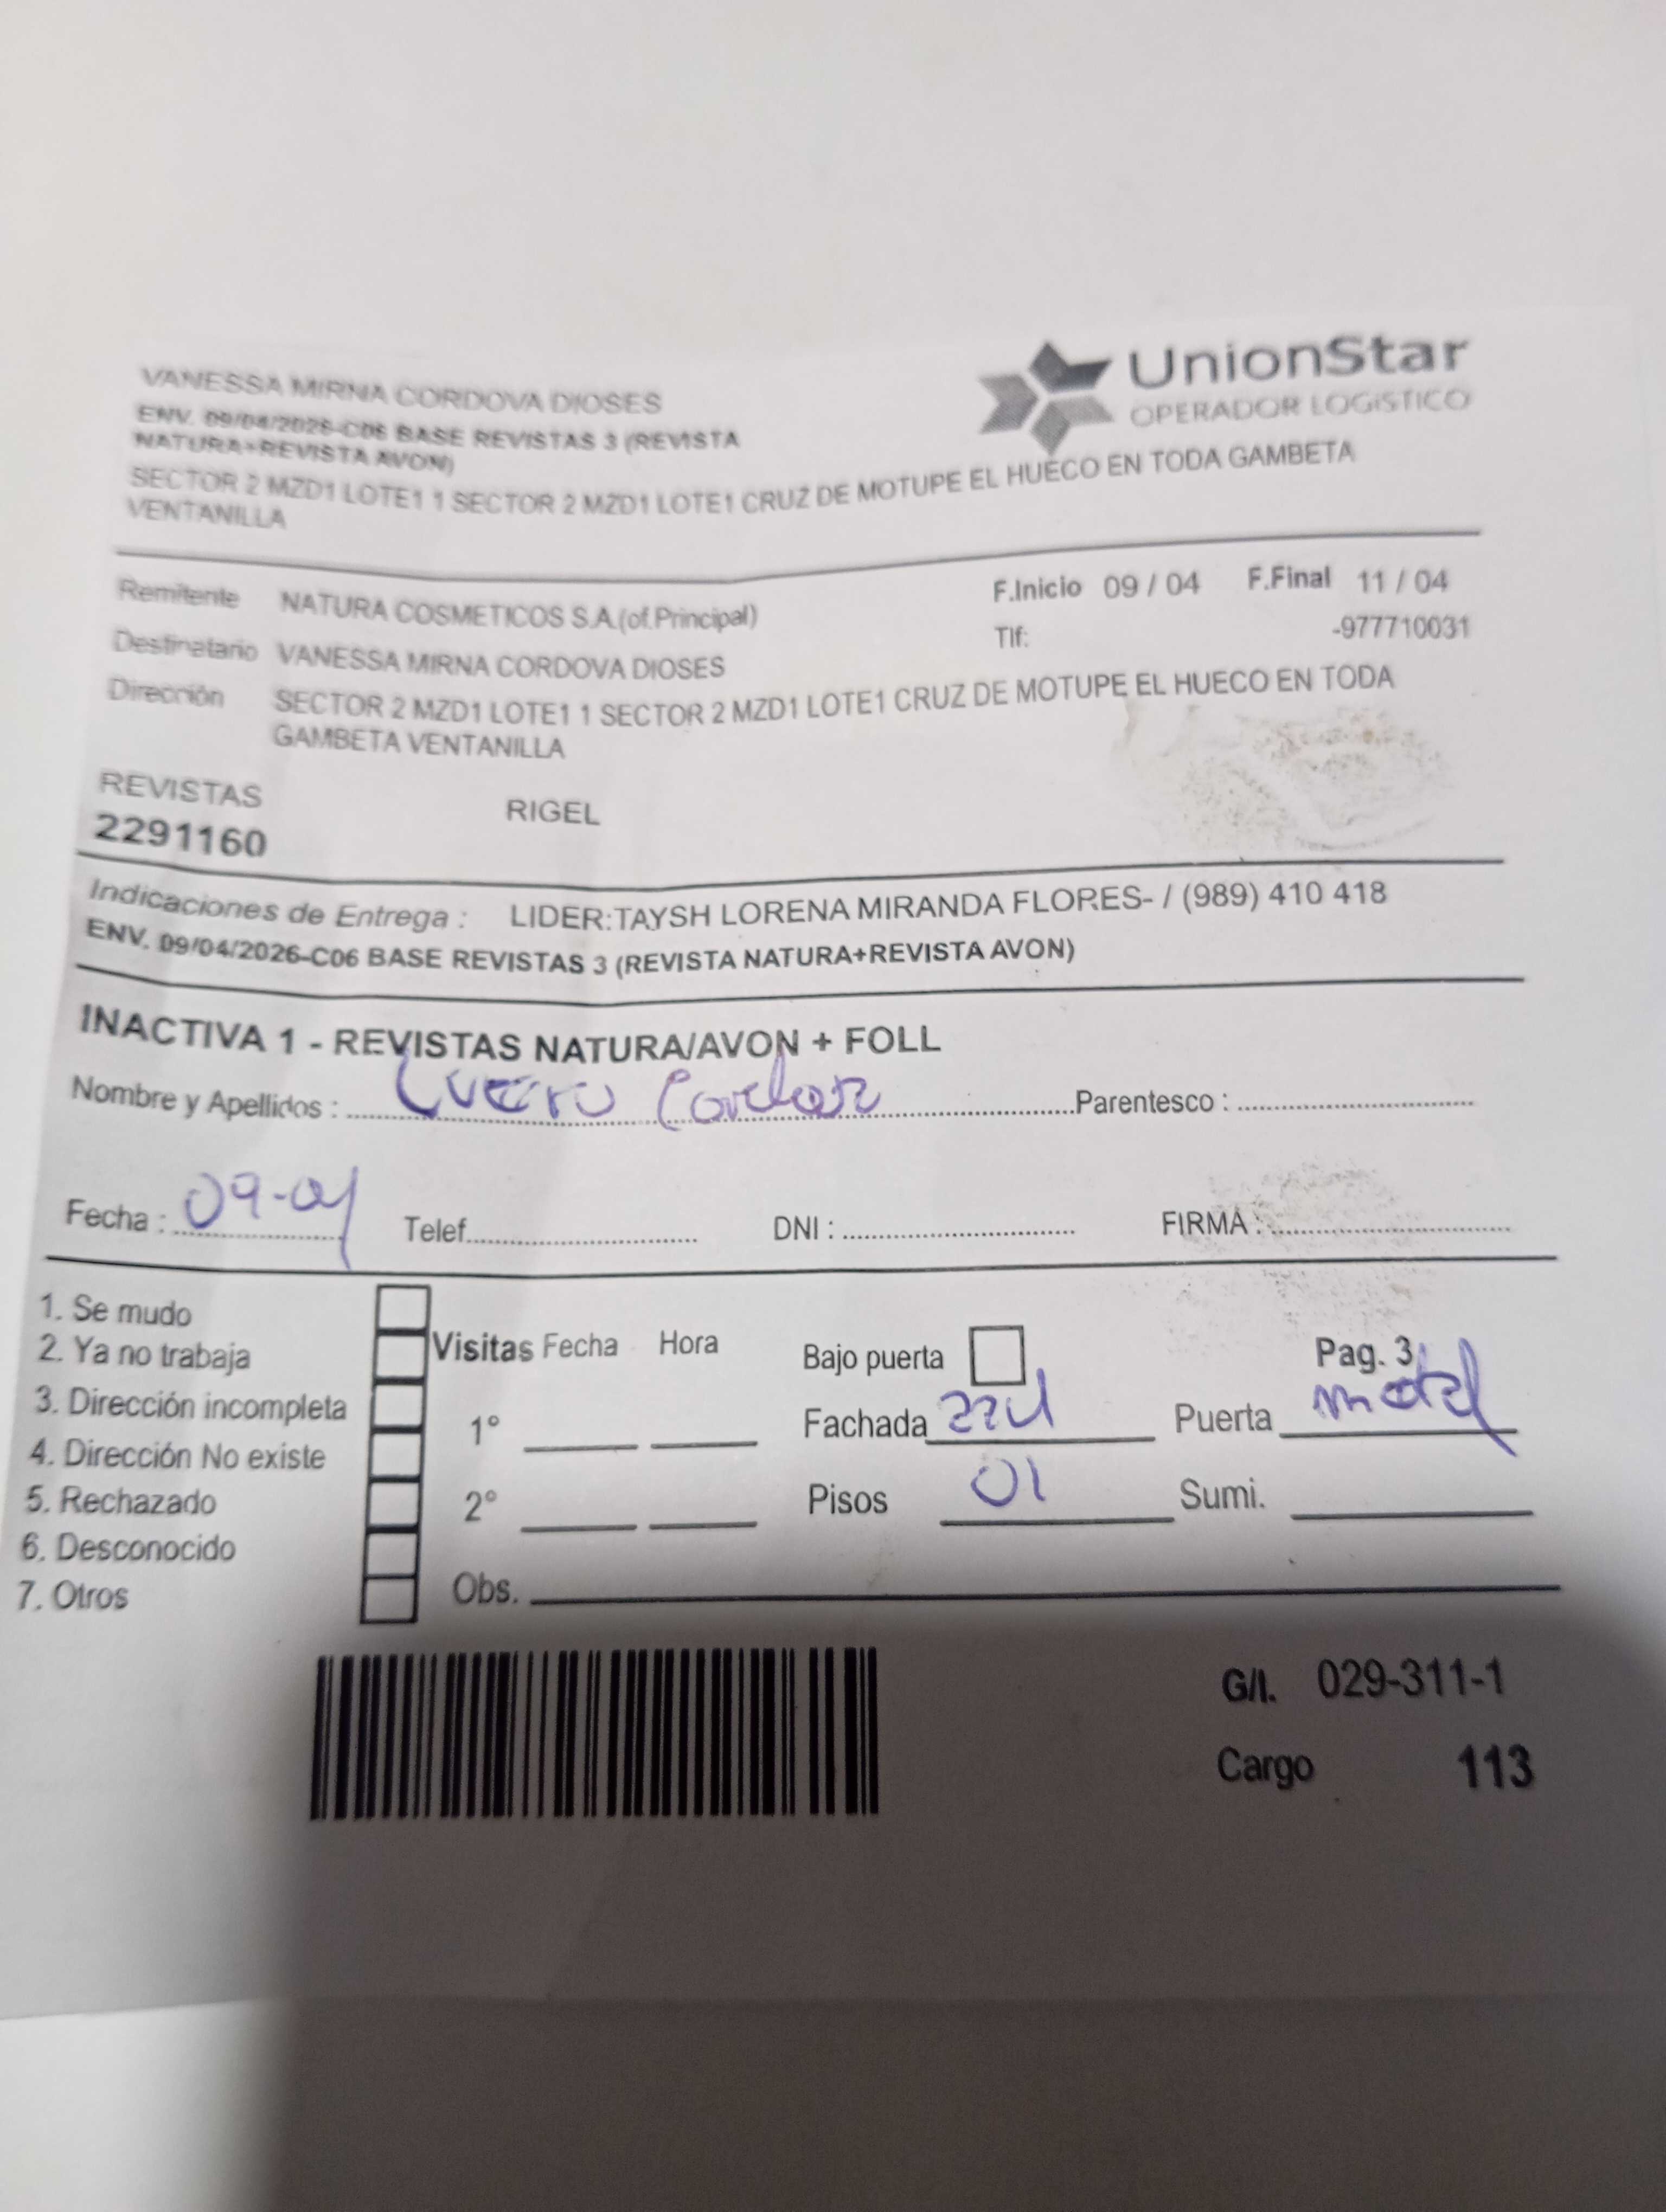 UnionStar
OPERADOR LOGÍSTICO
VANESSA MIRNA CORDOVA DIOSES
ENV. 09/04/2026-C06 BASE REVISTAS 3 (REVISTA
NATURA+REVISTA AVON)
SECTOR 2 MZD1 LOTE1 1 SECTOR 2 MZD1 LOTE1 CRUZ DE MOTUPE EL HUECO EN TODA GAMBETA
VENTANILLA
Remitente NATURA COSMETICOS S.A.(of.Principal) F.Inicio 09 / 04 F.Final 11 / 04
Destinatario VANESSA MIRNA CORDOVA DIOSES Tlf: -977710031
Dirección SECTOR 2 MZD1 LOTE1 1 SECTOR 2 MZD1 LOTE1 CRUZ DE MOTUPE EL HUECO EN TODA
GAMBETA VENTANILLA
REVISTAS RIGEL
2291160
Indicaciones de Entrega : LIDER:TAYSH LORENA MIRANDA FLORES- / (989) 410 418
ENV. 09/04/2026-C06 BASE REVISTAS 3 (REVISTA NATURA+REVISTA AVON)
INACTIVA 1 - REVISTAS NATURA/AVON + FOLL
Nombre y Apellidos : Parentesco :
Fecha : 09-04 Telef. DNI : FIRMA :
1. Se mudo
2. Ya no trabaja Visitas Fecha Hora Bajo puerta Pag. 3
3. Dirección incompleta 1° Fachada Puerta
4. Dirección No existe
5. Rechazado 2° Pisos 01 Sumi.
6. Desconocido
7. Otros Obs.
G/I. 029-311-1
Cargo 113